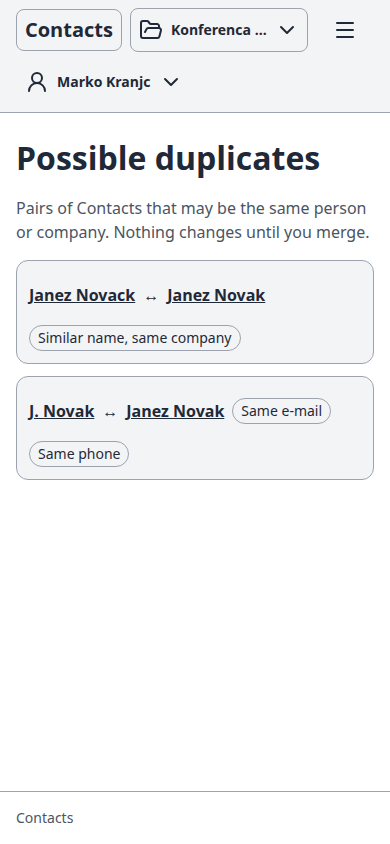 Contacts
Konferenca ...
Marko Kranjc
Possible duplicates
Pairs of Contacts that may be the same person
or company. Nothing changes until you merge.
Janez Novack ↔ Janez Novak
Similar name, same company
J. Novak ↔ Janez Novak Same e-mail
Same phone
Contacts